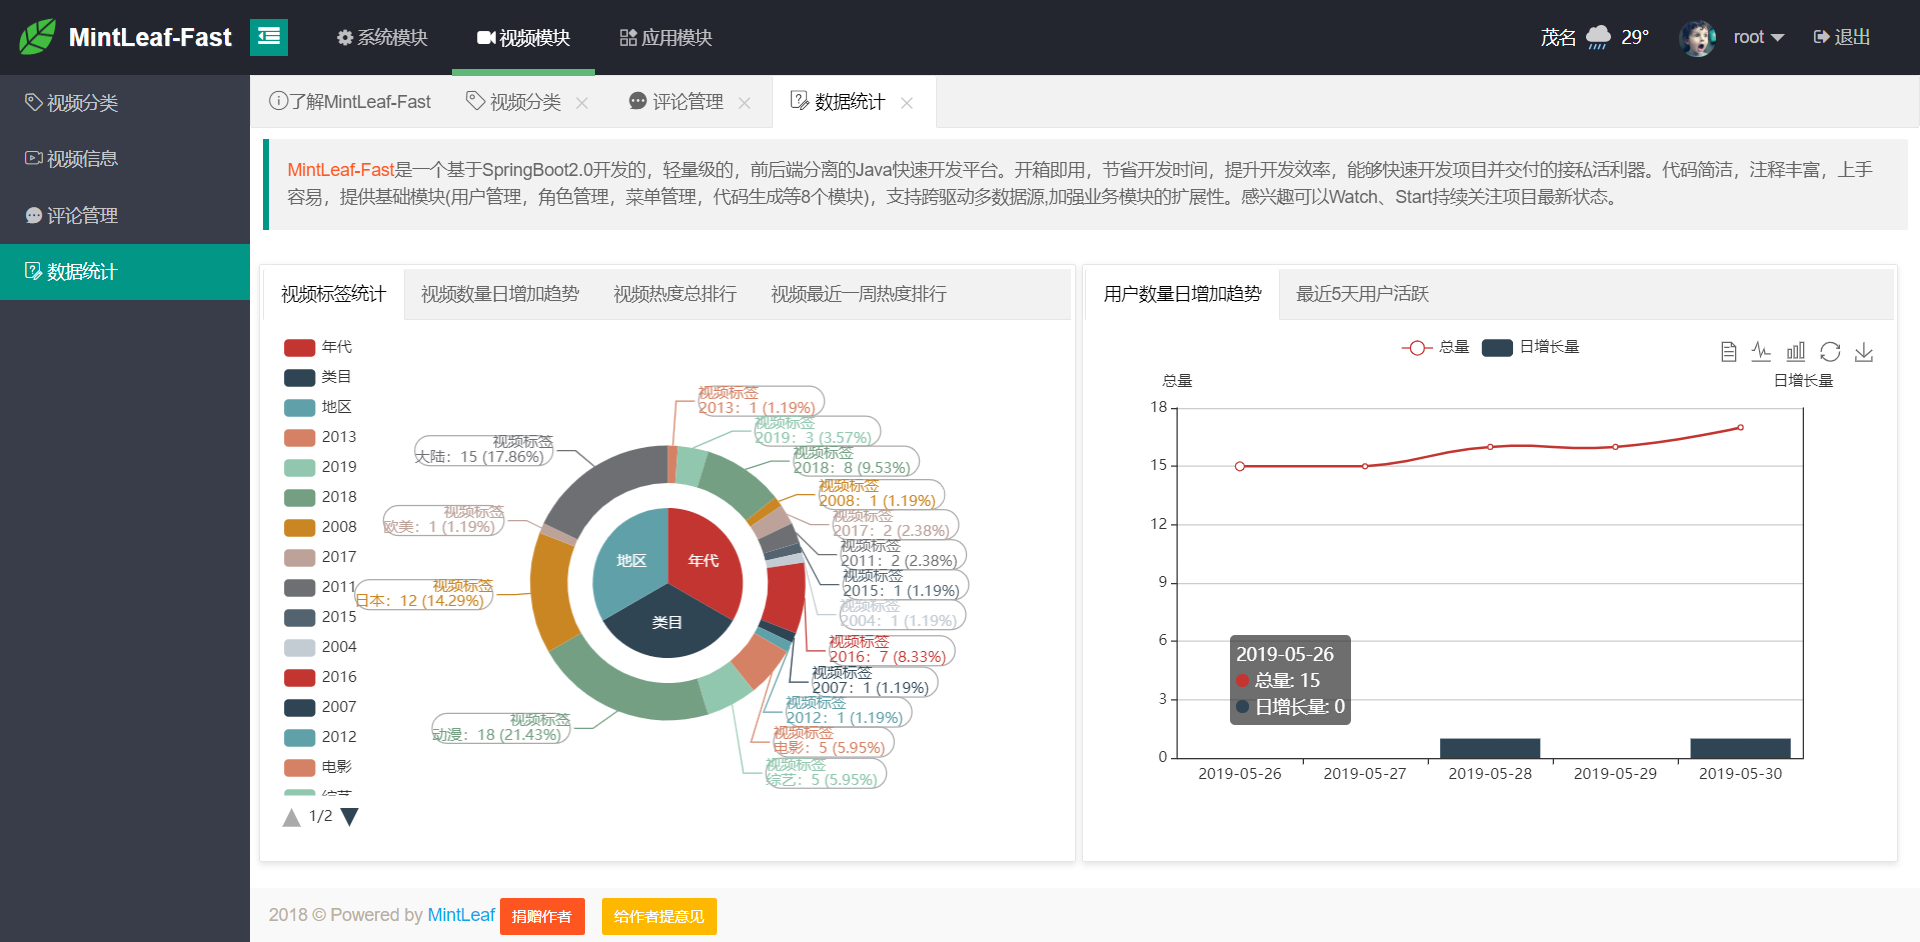 MintLeaf-Fast
系统模块
视频模块
应用模块
茂名
29°
root
退出
视频分类
视频信息
评论管理
数据统计
了解MintLeaf-Fast
视频分类
评论管理
数据统计
MintLeaf-Fast是一个基于SpringBoot2.0开发的，轻量级的，前后端分离的Java快速开发平台。开箱即用，节省开发时间，提升开发效率，能够快速开发项目并交付的接私活利器。代码简洁，注释丰富，上手
容易，提供基础模块(用户管理，角色管理，菜单管理，代码生成等8个模块)，支持跨驱动多数据源,加强业务模块的扩展性。感兴趣可以Watch、Start持续关注项目最新状态。
视频标签统计
视频数量日增加趋势
视频热度总排行
视频最近一周热度排行
年代
类目
地区
2013
2019
2018
2008
2017
2011
2015
2004
2016
2007
2012
电影
综艺
1/2
视频标签
2013：1 (1.19%)
视频标签
2019：3 (3.57%)
视频标签
2018：8 (9.53%)
视频标签
2008：1 (1.19%)
视频标签
2017：2 (2.38%)
视频标签
2011：2 (2.38%)
视频标签
2015：1 (1.19%)
视频标签
2004：1 (1.19%)
视频标签
2016：7 (8.33%)
视频标签
2007：1 (1.19%)
视频标签
2012：1 (1.19%)
视频标签
电影：5 (5.95%)
视频标签
综艺：5 (5.95%)
视频标签
动漫：18 (21.43%)
视频标签
日本：12 (14.29%)
视频标签
欧美：1 (1.19%)
视频标签
大陆：15 (17.86%)
地区
年代
类目
用户数量日增加趋势
最近5天用户活跃
总量
日增长量
总量
日增长量
18
15
12
9
6
3
0
2019-05-26
总量: 15
日增长量: 0
2019-05-26
2019-05-27
2019-05-28
2019-05-29
2019-05-30
2018 © Powered by MintLeaf
捐赠作者
给作者提意见